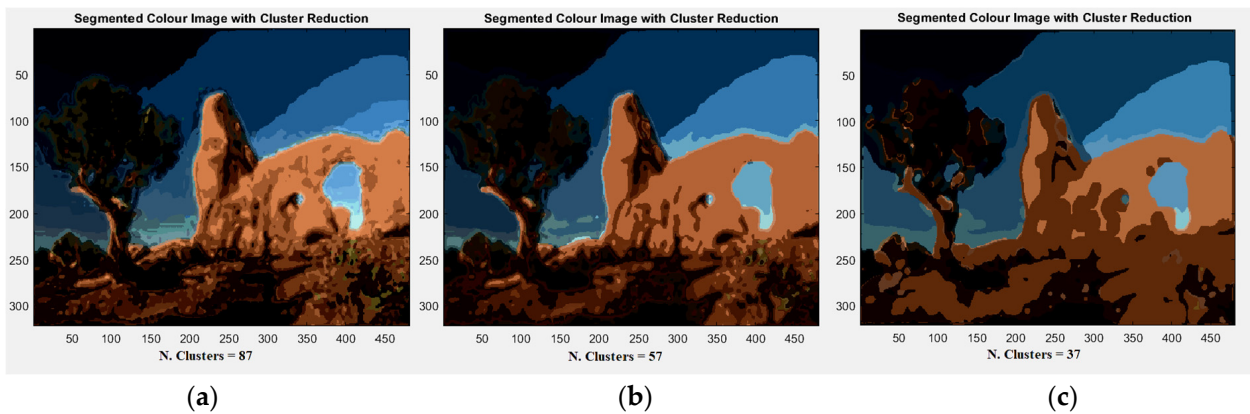 Segmented Colour Image with Cluster Reduction
50
100
150
200
250
300
50 100 150 200 250 300 350 400 450
N. Clusters = 87
(a)
Segmented Colour Image with Cluster Reduction
50
100
150
200
250
300
50 100 150 200 250 300 350 400 450
N. Clusters = 57
(b)
Segmented Colour Image with Cluster Reduction
50
100
150
200
250
300
50 100 150 200 250 300 350 400 450
N. Clusters = 37
(c)